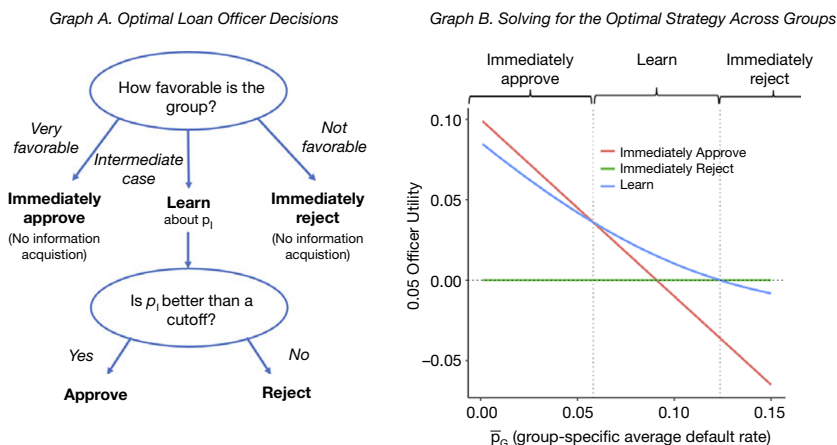 Graph A. Optimal Loan Officer Decisions
How favorable is the
group?
Very
favorable
Intermediate
case
Not
favorable
Immediately
approve
(No information
acquistion)
Learn
about pI
Immediately
reject
(No information
acquistion)
Is pI better than a
cutoff?
Yes
No
Approve
Reject
Graph B. Solving for the Optimal Strategy Across Groups
Immediately
approve
Learn
Immediately
reject
0.10
0.05
0.00
−0.05
0.05 Officer Utility
Immediately Approve
Immediately Reject
Learn
0.00
0.05
0.10
0.15
p̅G (group-specific average default rate)